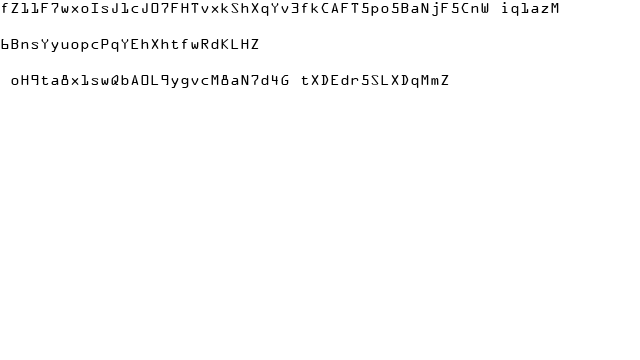 fZ11F7wxoIsJ1cJO7FHTvxkShXqYv3fkCAFT5po5BaNjF5CnW iq1azM
6BnsYyuopcPqYEhXhtfwRdKLHZ
oH9ta8x1swQbAOL9ygvcM8aN7d4G tXDEdr5SLXDqMmZ